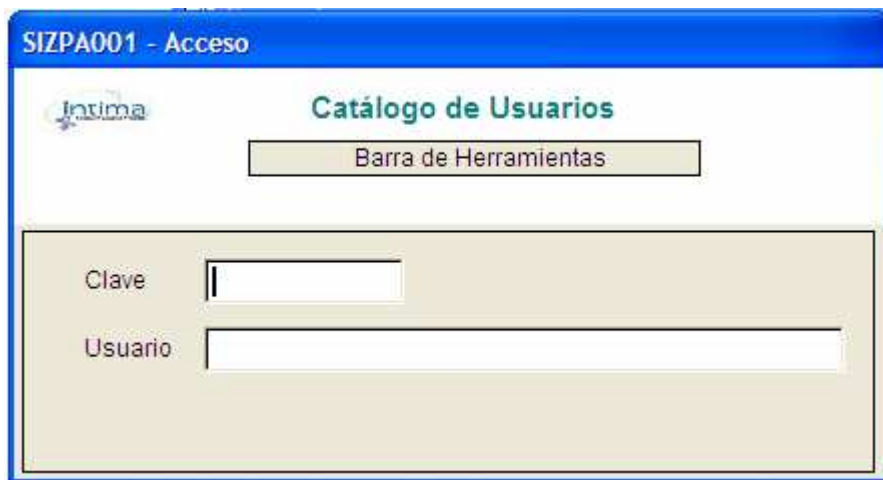 SIZPA001 - Acceso
Intima
Catálogo de Usuarios
Barra de Herramientas
Clave
Usuario